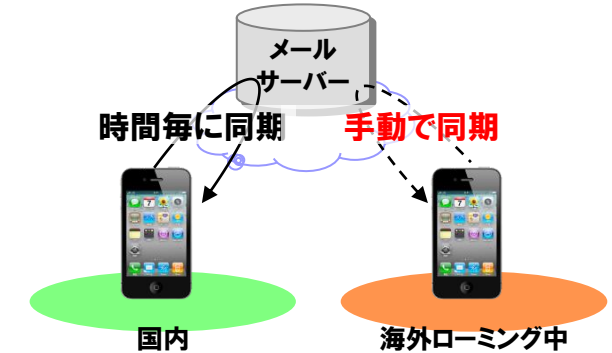 メール
サーバー
時間毎に同期
手動で同期
国内
海外ローミング中